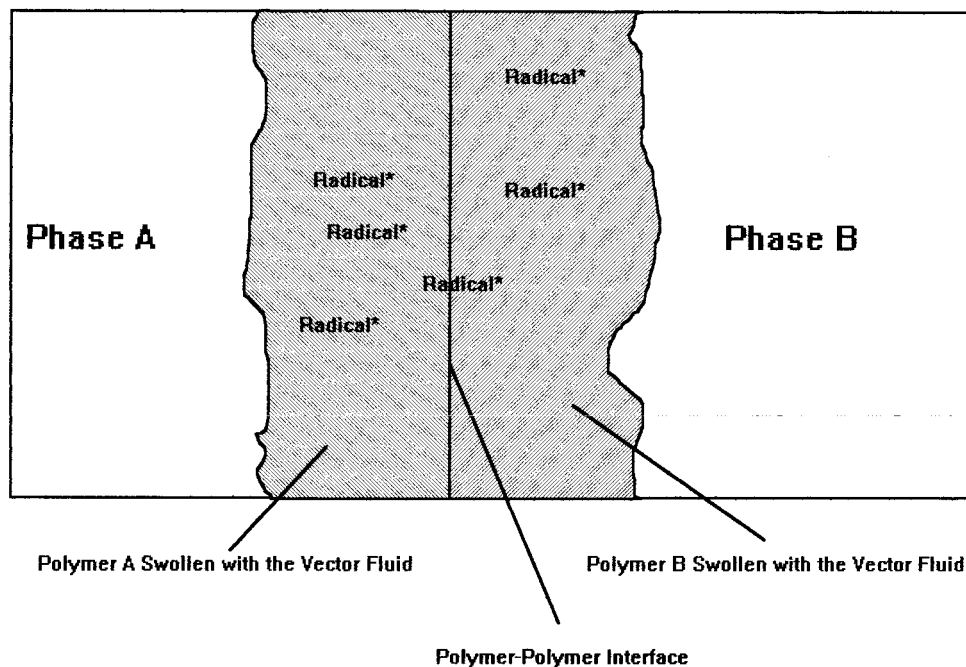 Radical*
Radical*
Radical*
Radical*
Phase A
Phase B
Radical*
Radical*
Polymer A Swollen with the Vector Fluid
Polymer B Swollen with the Vector Fluid
Polymer-Polymer Interface